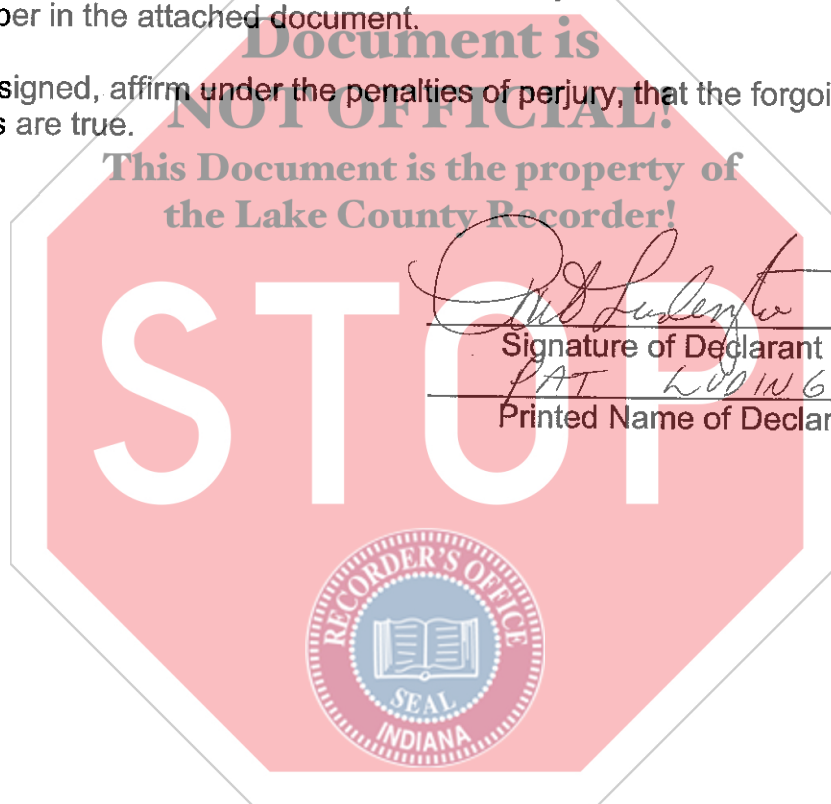 ber in the attached document.
Document is
signed, affirm under the penalties of perjury, that the forgoi
NOT OFFICIAL!
s are true.
This Document is the property of
the Lake County Recorder!
STOP
Signature of Declarant
PAT LUDING
Printed Name of Declar
RECORDER'S OFFICE
SEAL
INDIANA